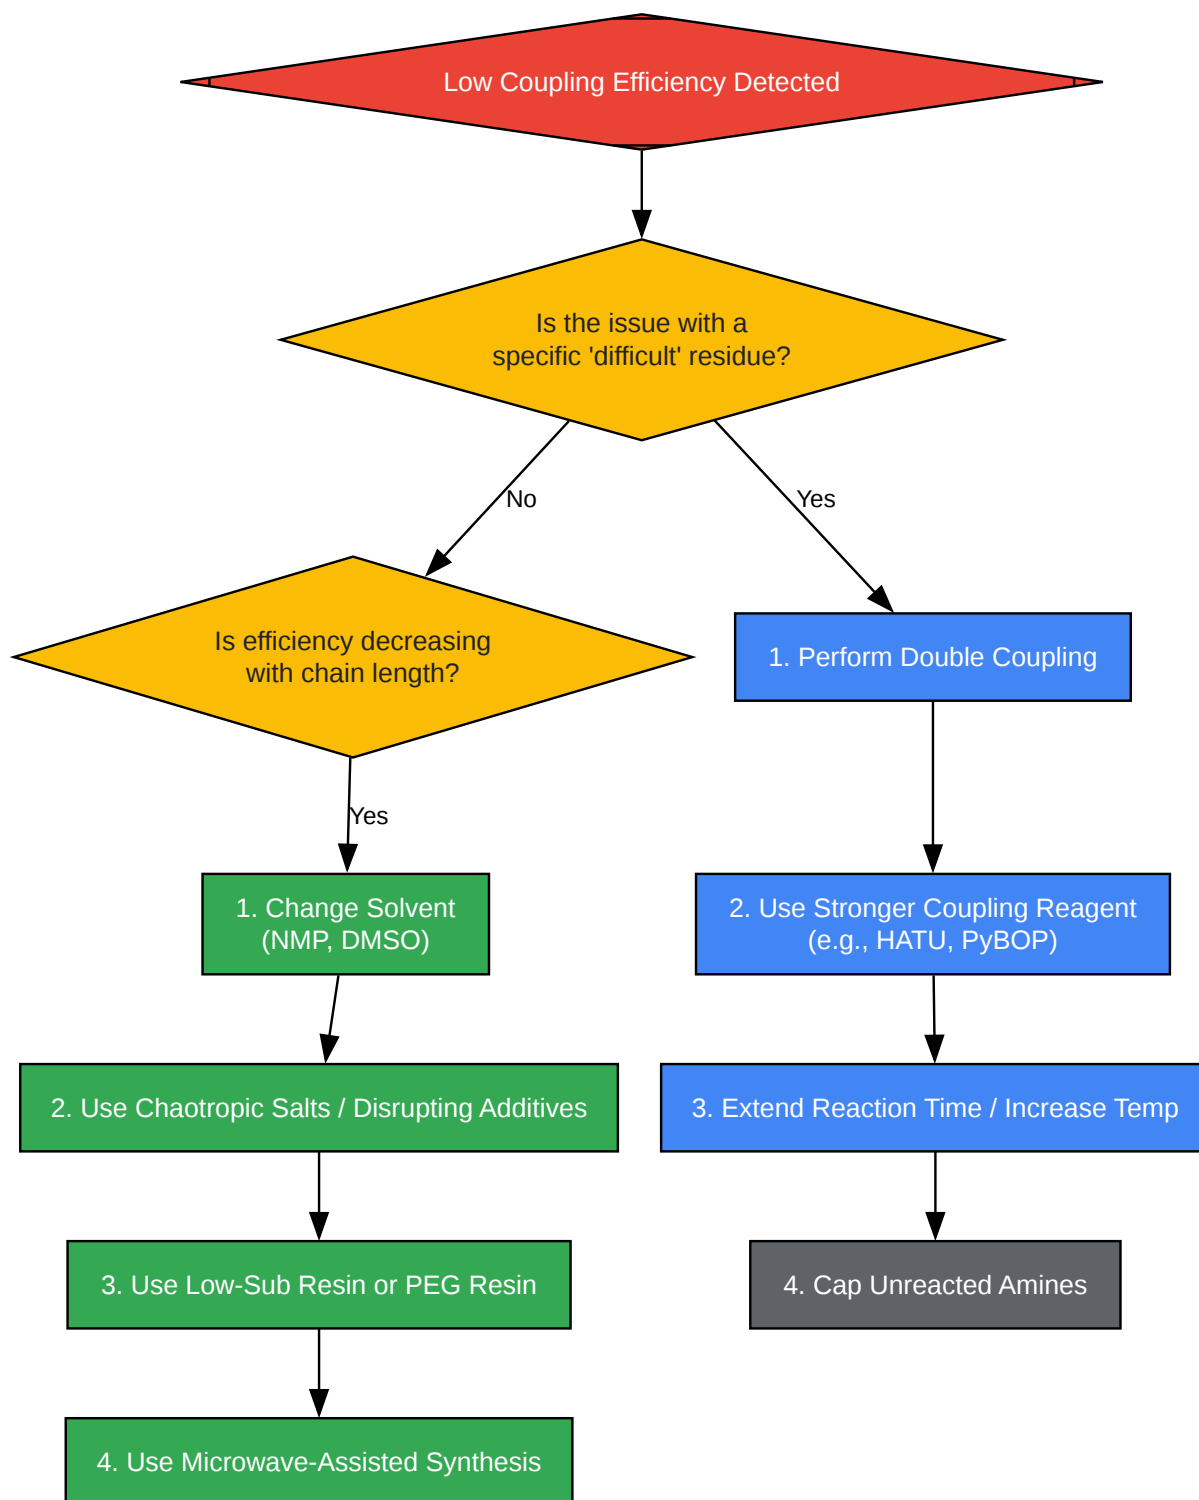 Low Coupling Efficiency Detected
Is the issue with a
specific 'difficult' residue?
No
Yes
Is efficiency decreasing
with chain length?
1. Perform Double Coupling
Yes
1. Change Solvent
(NMP, DMSO)
2. Use Stronger Coupling Reagent
(e.g., HATU, PyBOP)
2. Use Chaotropic Salts / Disrupting Additives
3. Extend Reaction Time / Increase Temp
3. Use Low-Sub Resin or PEG Resin
4. Cap Unreacted Amines
4. Use Microwave-Assisted Synthesis